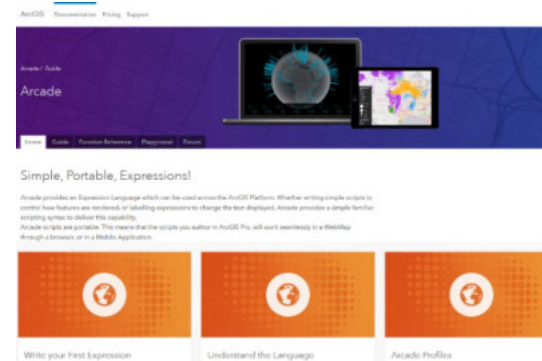 ArcGIS Documentation Pricing Support
Arcade / Guide
Arcade
Home Guide Function Reference Playground Forum
Simple, Portable, Expressions!
Arcade provides an Expression Language which can be used across the ArcGIS Platform. Whether writing simple scripts to
control how features are rendered, or labelling expressions to change the text displayed, Arcade provides a simple familiar
scripting syntax to deliver this capability.
Arcade scripts are portable. This means that the scripts you author in ArcGIS Pro, will work seamlessly in a WebMap
through a browser, or in a Mobile Application.
Write your First Expression
Understand the Language
Arcade Profiles